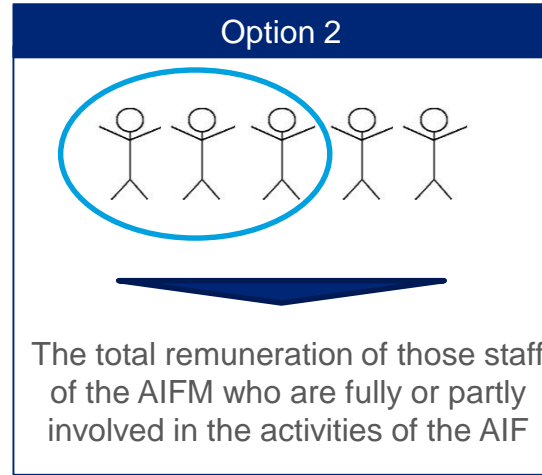 Option 2
The total remuneration of those staff
of the AIFM who are fully or partly
involved in the activities of the AIF